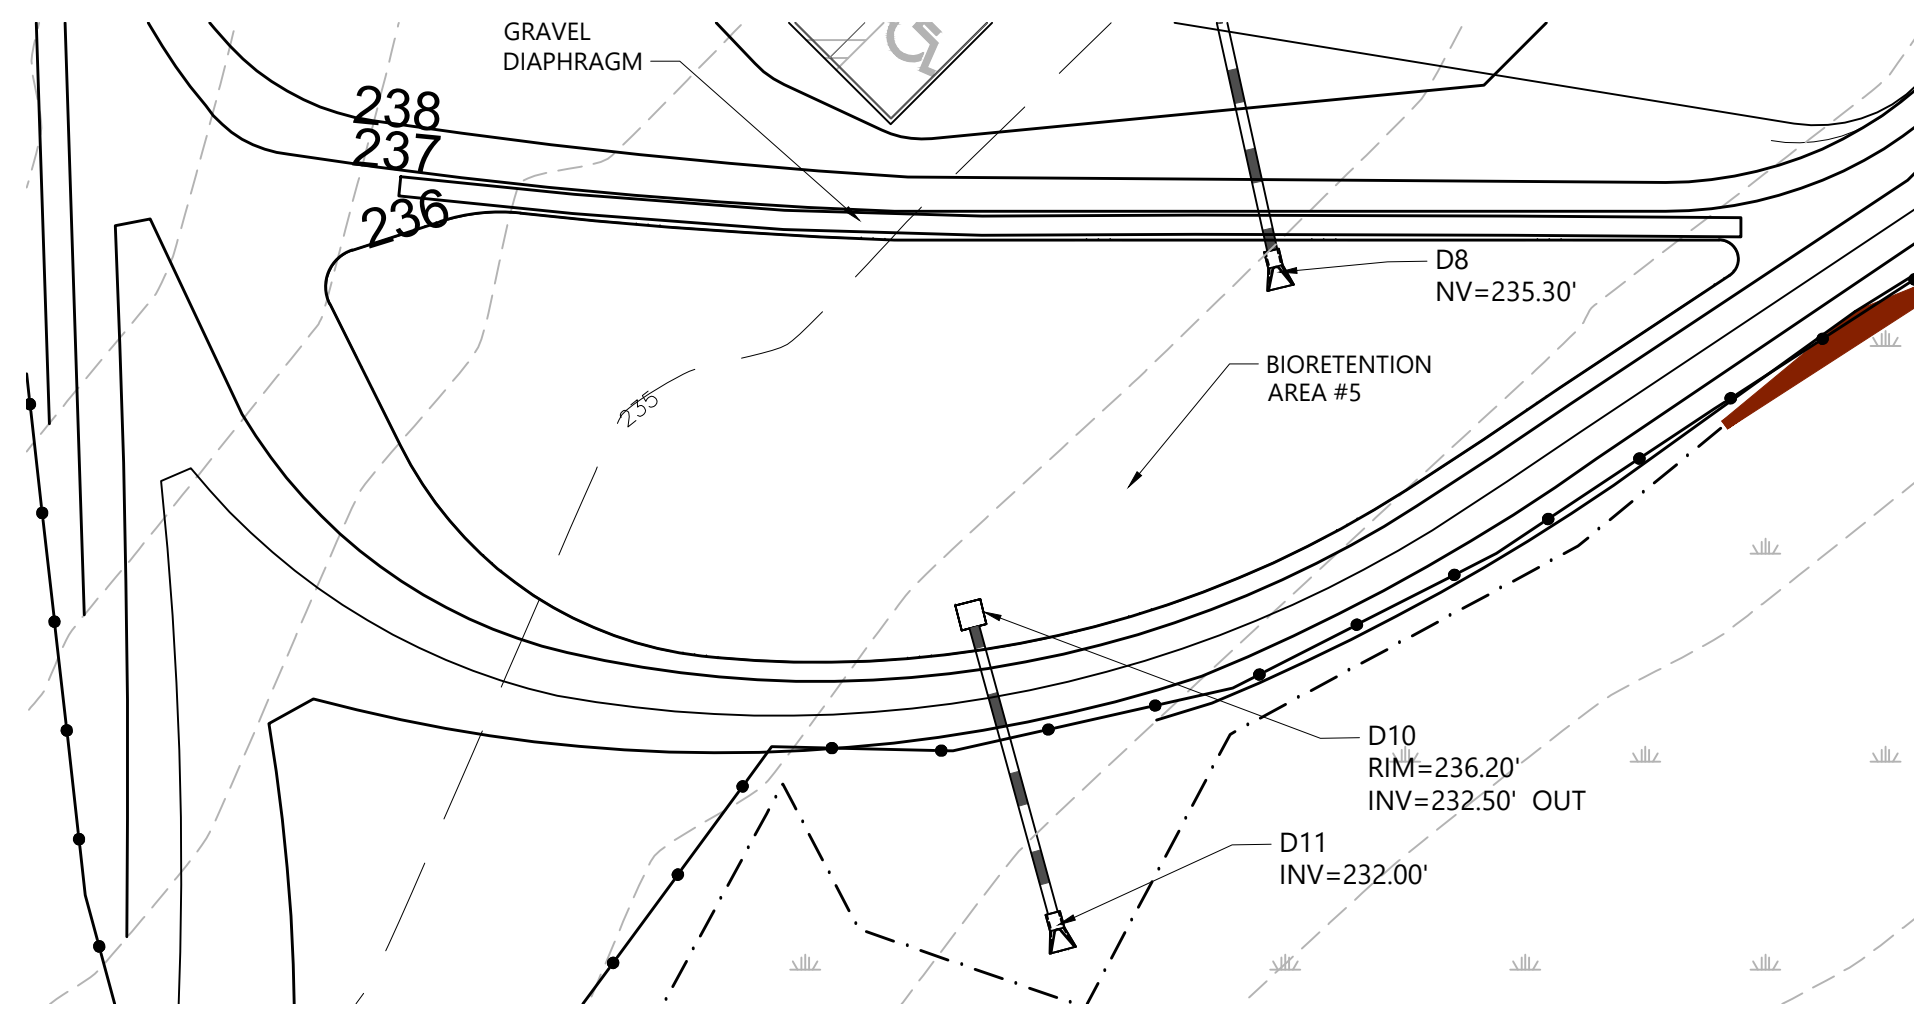 GRAVEL
DIAPHRAGM
238
237
236
D8
NV=235.30'
BIORETENTION
AREA #5
235
D10
RIM=236.20'
INV=232.50' OUT
D11
INV=232.00'